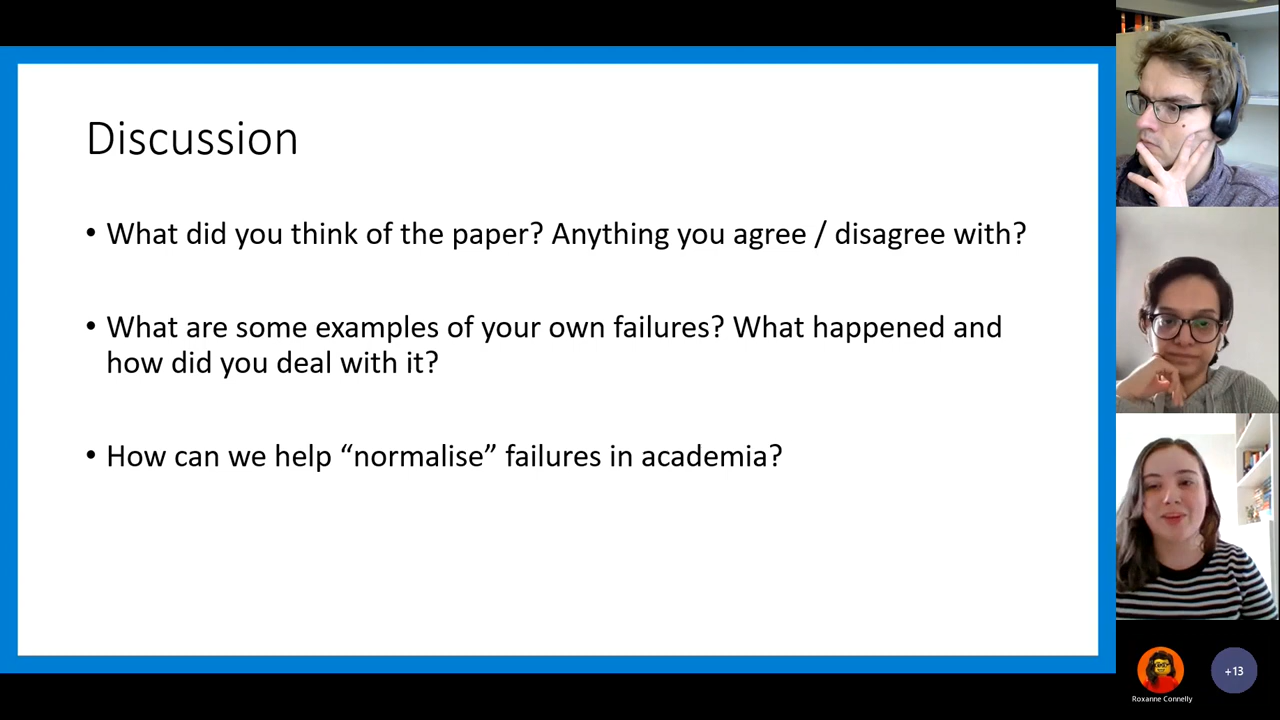 Discussion
• What did you think of the paper? Anything you agree / disagree with?
• What are some examples of your own failures? What happened and
how did you deal with it?
• How can we help “normalise” failures in academia?
+13
Roxanne Connelly